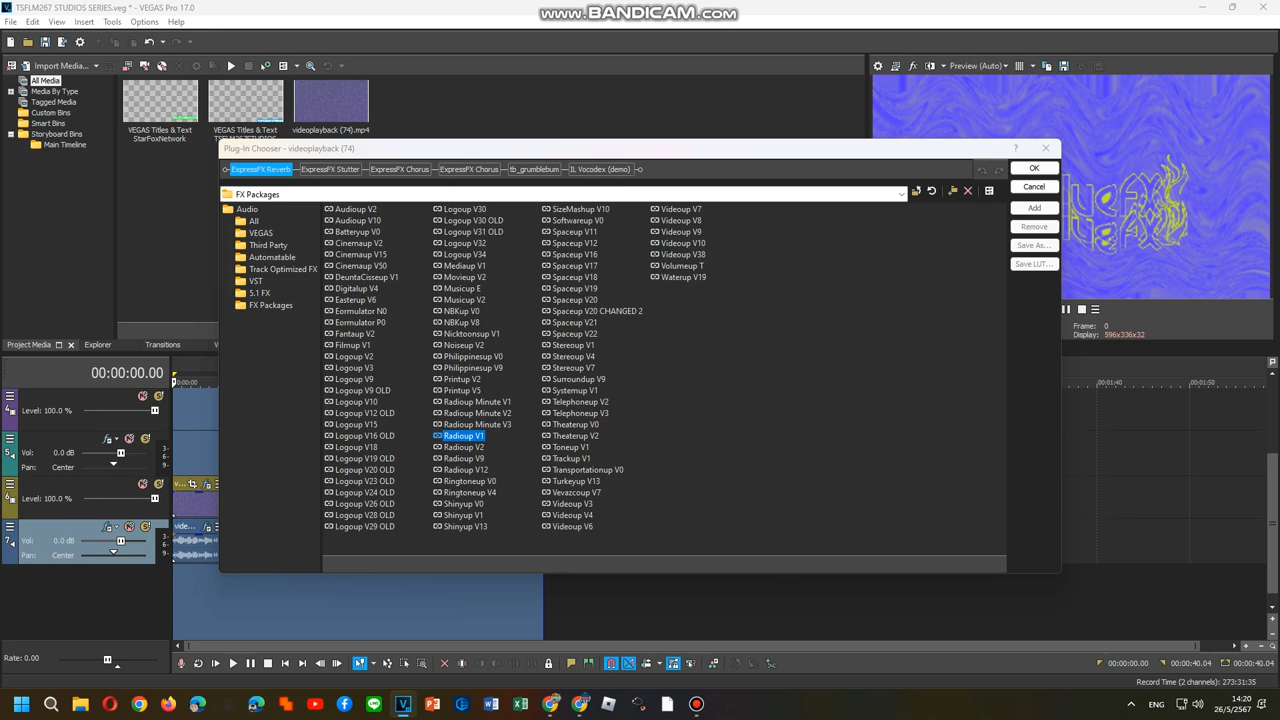 TSFLM267 STUDIOS SERIES.veg * - VEGAS Pro 17.0
www.BANDICAM.com
File Edit View Insert Tools Options Help
Import Media...
Preview (Auto)
All Media
Media By Type
Tagged Media
Custom Bins
Smart Bins
Storyboard Bins
Main Timeline
VEGAS Titles & Text StarFoxNetwork
VEGAS Titles & Text
videoplayback (74).mp4
Plug-In Chooser - videoplayback (74)
ExpressFX Reverb ExpressFX Stutter ExpressFX Chorus ExpressFX Chorus tb_grumblebum IL Vocodex (demo)
FX Packages
OK
Cancel
Add
Remove
Save As...
Save LUT...
Audio
All
VEGAS
Third Party
Automatable
Track Optimized FX
VST
5.1 FX
FX Packages
Audioup V2
Audioup V10
Batteryup V0
Cinemaup V2
Cinemaup V15
Cinemaup V50
DeuntaCisseup V1
Digitalup V4
Easterup V6
Eormulator N0
Eormulator P0
Fantaup V2
Filmup V1
Logoup V2
Logoup V3
Logoup V9
Logoup V9 OLD
Logoup V10
Logoup V12 OLD
Logoup V15
Logoup V16 OLD
Logoup V18
Logoup V19 OLD
Logoup V20 OLD
Logoup V23 OLD
Logoup V24 OLD
Logoup V26 OLD
Logoup V28 OLD
Logoup V29 OLD
Logoup V30
Logoup V30 OLD
Logoup V31 OLD
Logoup V32
Logoup V34
Mediaup V1
Movieup V2
Musicup E
Musicup V2
NBKup V0
NBKup V8
Nicktoonsup V1
Noiseup V2
Philippinesup V0
Philippinesup V9
Printup V2
Printup V5
Radioup Minute V1
Radioup Minute V2
Radioup Minute V3
Radioup V1
Radioup V2
Radioup V9
Radioup V12
Ringtoneup V0
Ringtoneup V4
Shinyup V0
Shinyup V1
Shinyup V13
SizeMashup V10
Softwareup V0
Spaceup V11
Spaceup V12
Spaceup V16
Spaceup V17
Spaceup V18
Spaceup V19
Spaceup V20
Spaceup V20 CHANGED 2
Spaceup V21
Spaceup V22
Stereoup V1
Stereoup V4
Stereoup V7
Surroundup V9
Systemup V1
Telephoneup V2
Telephoneup V3
Theaterup V0
Theaterup V2
Toneup V1
Trackup V1
Transportationup V0
Turkeyup V13
Vevazcoup V7
Videoup V3
Videoup V4
Videoup V6
Videoup V7
Videoup V8
Videoup V9
Videoup V10
Videoup V38
Volumeup T
Waterup V19
Frame: 0
Display: 596x336x32
Project Media Explorer Transitions
00:00:00.00
00:01:40 00:01:50
4 Level: 100.0 %
5 Vol: 0.0 dB
Pan: Center
6 Level: 100.0 %
7 Vol: 0.0 dB
Pan: Center
Rate: 0.00
00:00:00.00 00:00:40.04 00:00:40.04
Record Time (2 channels): 273:31:35
ENG
14:20
26/5/2567